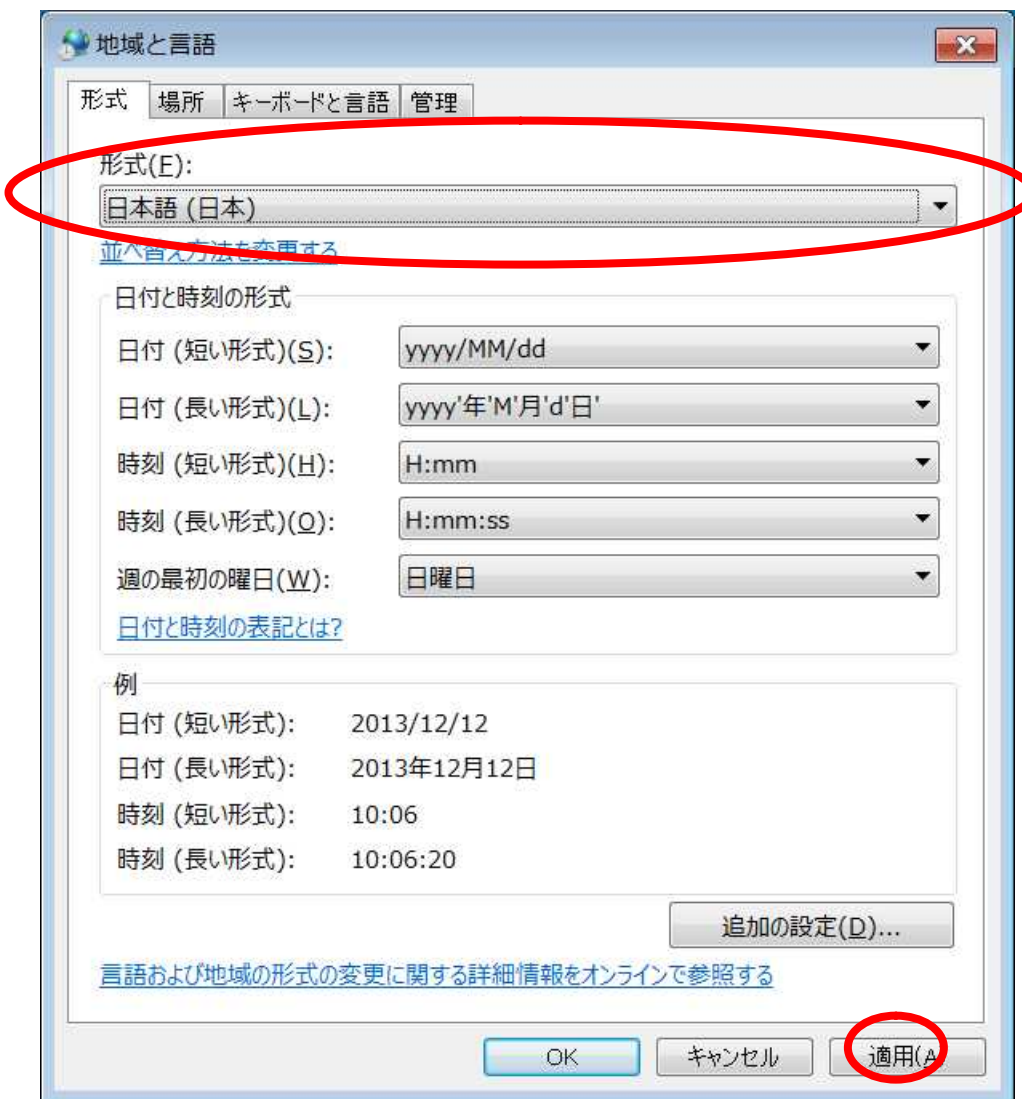 地域と言語
形式 場所 キーボードと言語 管理
形式(F):
日本語 (日本)
並べ替え方法を変更する
日付と時刻の形式
日付 (短い形式)(S): yyyy/MM/dd
日付 (長い形式)(L): yyyy'年'M'月'd'日'
時刻 (短い形式)(H): H:mm
時刻 (長い形式)(O): H:mm:ss
週の最初の曜日(W): 日曜日
日付と時刻の表記とは?
例
日付 (短い形式): 2013/12/12
日付 (長い形式): 2013年12月12日
時刻 (短い形式): 10:06
時刻 (長い形式): 10:06:20
追加の設定(D)...
言語および地域の形式の変更に関する詳細情報をオンラインで参照する
OK キャンセル 適用(A